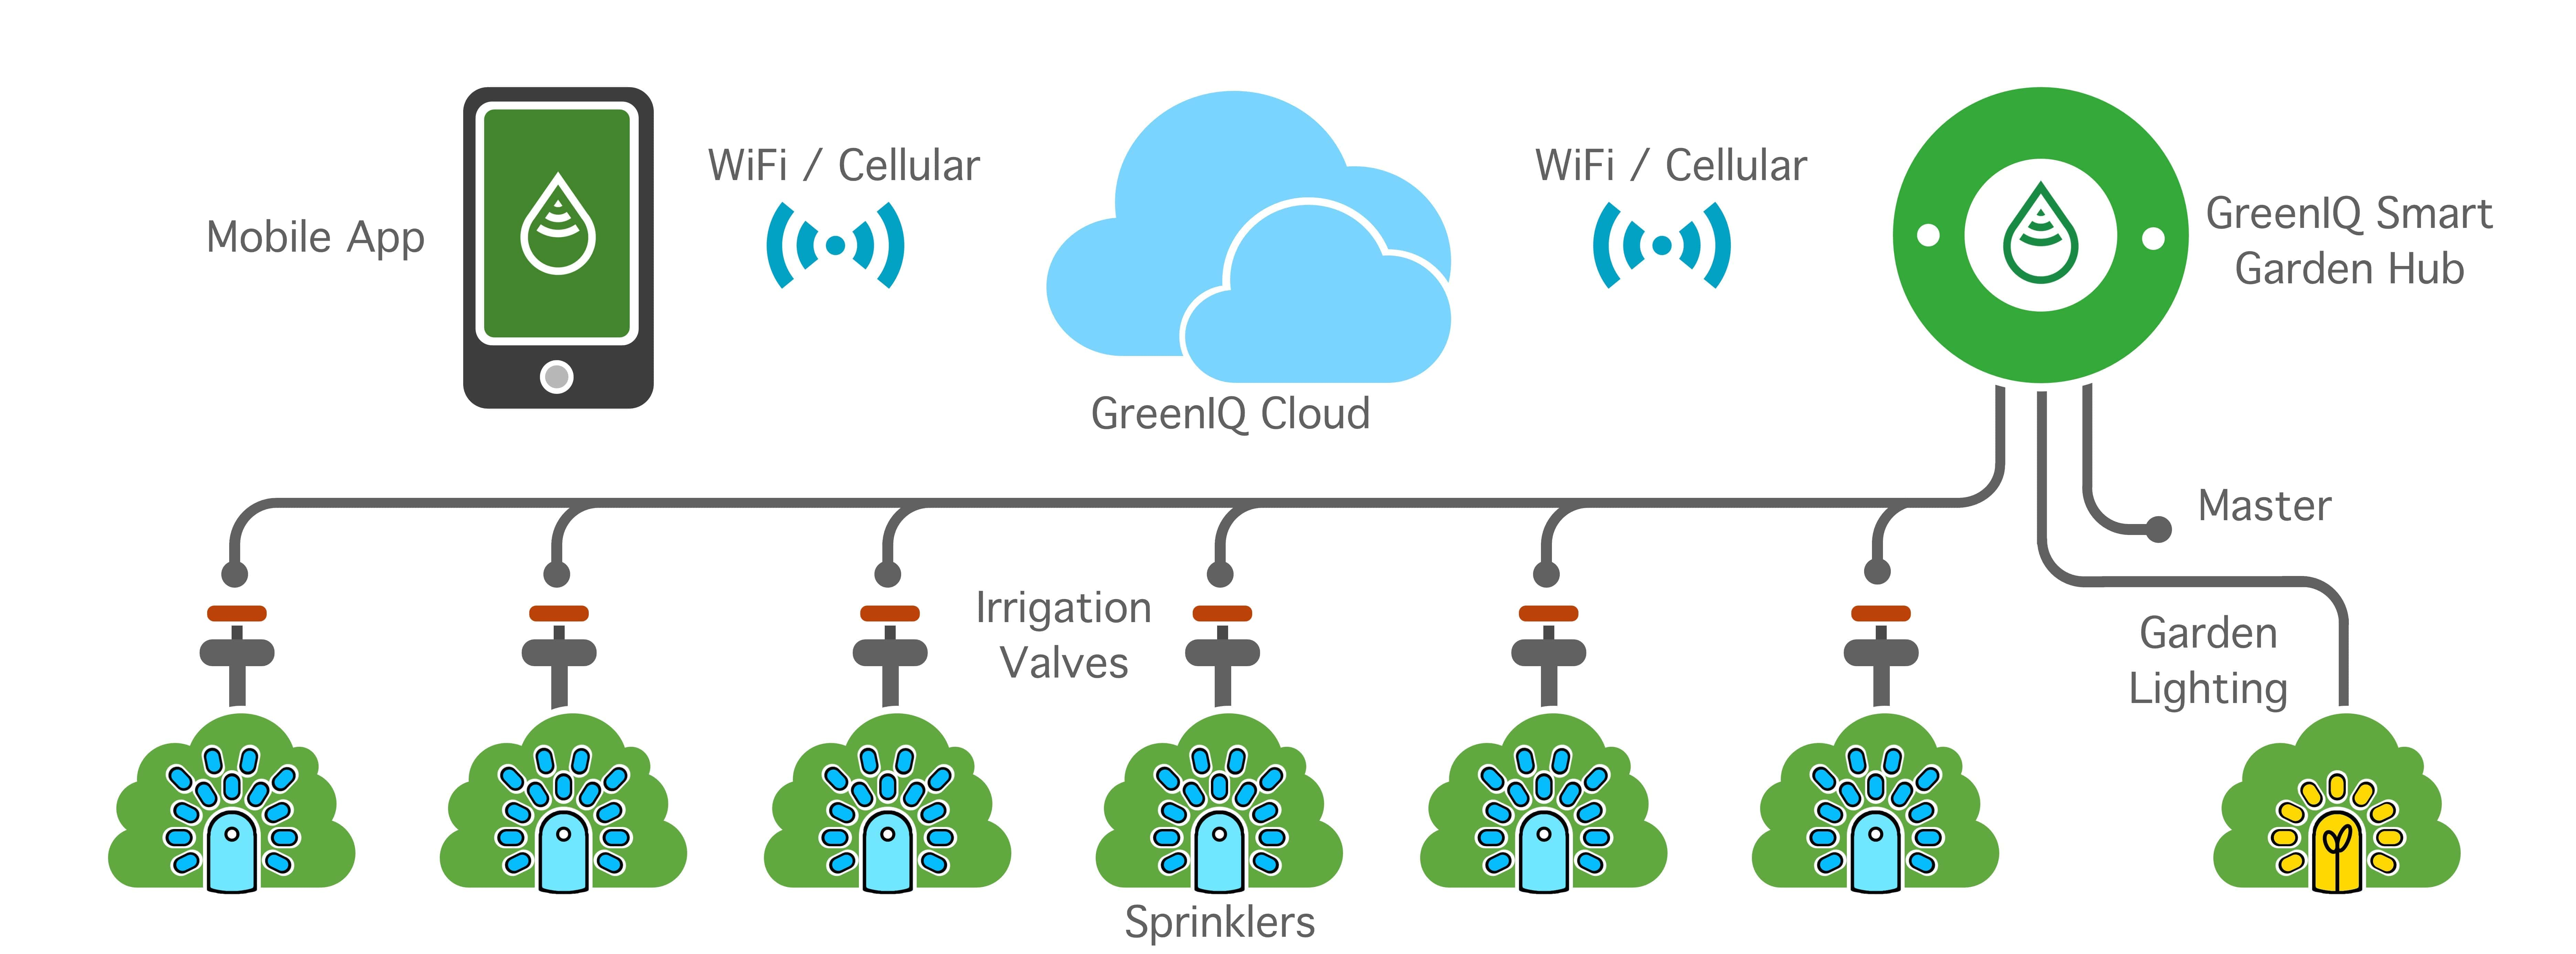 Mobile App
WiFi / Cellular
GreenIQ Cloud
WiFi / Cellular
GreenIQ Smart
Garden Hub
Master
Irrigation
Valves
Garden
Lighting
Sprinklers